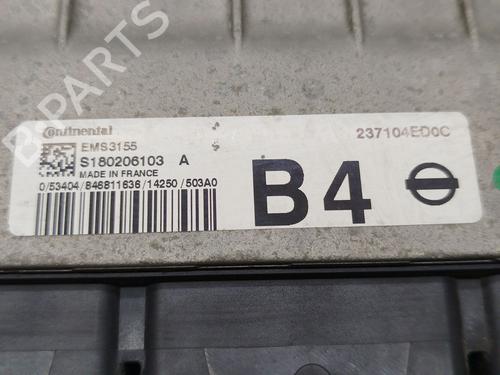 B-PARTS
Continental
EMS3155
S180206103 A
MADE IN FRANCE
0/53404/846811636/14250/503A0
237104ED0C
B4